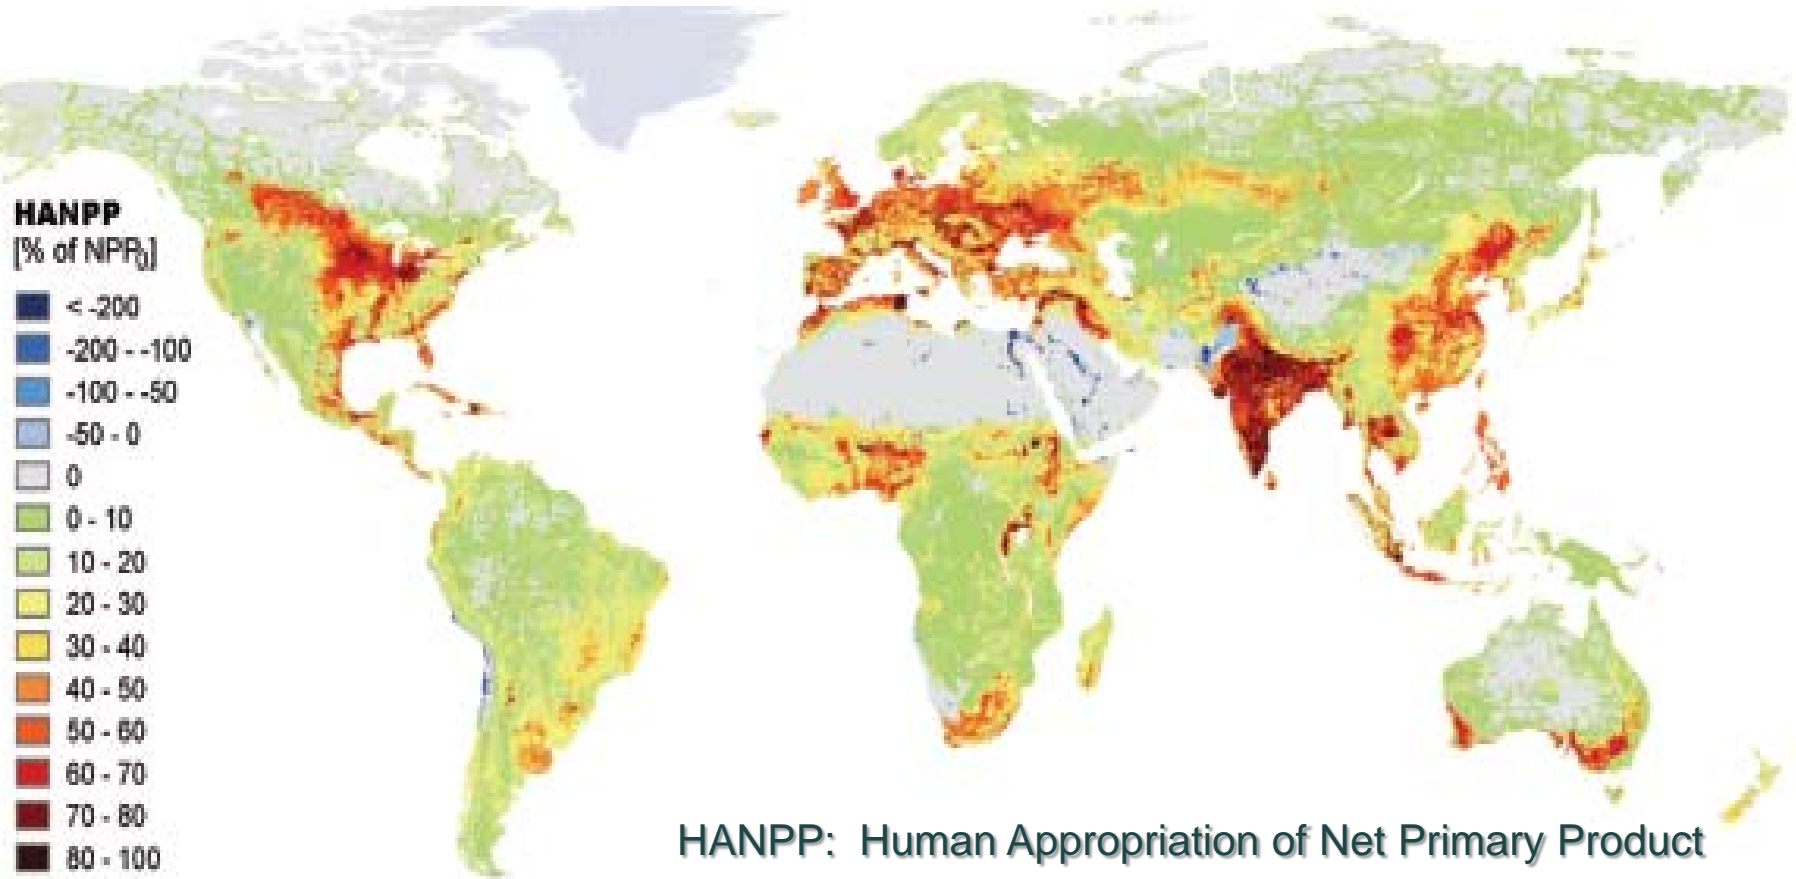 HANPP
[% of NPP0]
< -200
-200 - -100
-100 - -50
-50 - 0
0
0 - 10
10 - 20
20 - 30
30 - 40
40 - 50
50 - 60
60 - 70
70 - 80
80 - 100
HANPP: Human Appropriation of Net Primary Product